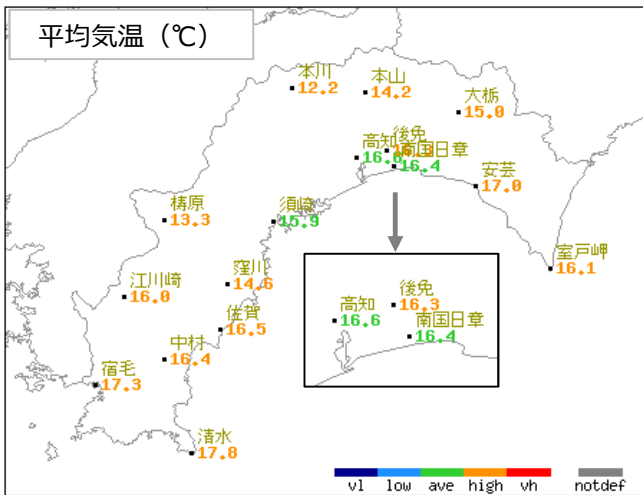 平均気温（℃）
本川
12.2
本山
14.2
大栃
15.0
高知
16.6
後免
南国日章
16.4
安芸
17.0
梼原
13.3
須崎
15.9
室戸岬
16.1
江川崎
16.0
窪川
14.6
佐賀
16.5
中村
16.4
宿毛
17.3
清水
17.8
高知
16.6
後免
16.3
南国日章
16.4
vl low ave high vh notdef